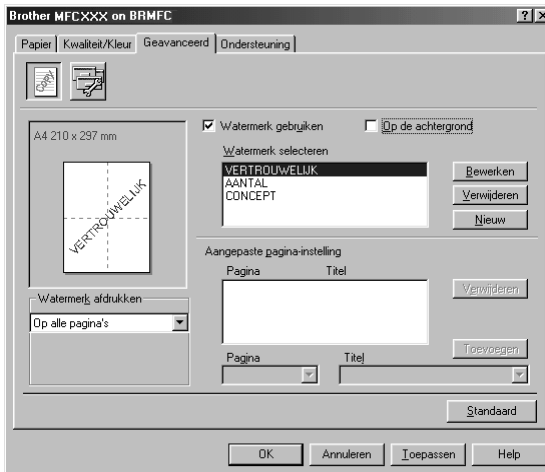 Brother MFCXXX on BRMFC
Papier Kwaliteit/Kleur Geavanceerd Ondersteuning
Copy
A4 210 x 297 mm
VERTROUWELIJK
Watermerk afdrukken
Op alle pagina's
Watermerk gebruiken Op de achtergrond
Watermerk selecteren
VERTROUWELIJK
AANTAL
CONCEPT
Bewerken
Verwijderen
Nieuw
Aangepaste pagina-instelling
Pagina Titel
Verwijderen
Toevoegen
Pagina Titel
Standaard
OK Annuleren Toepassen Help